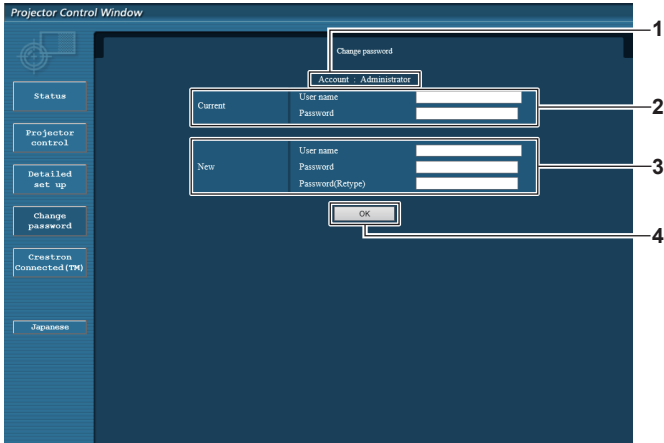 Projector Control Window
1
Change password
Account : Administrator
Status
Current
User name
Password
2
Projector
control
New
User name
Password
Password(Retype)
3
Detailed
set up
OK
4
Change
password
Crestron
Connected(TM)
Japanese